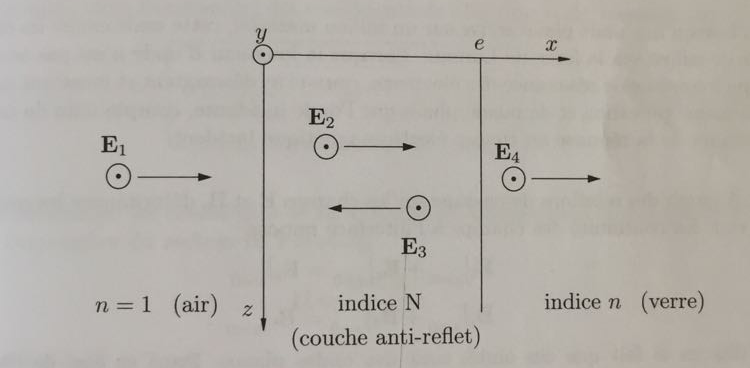 y
e
x
E₂
E₁
E₄
E₃
n = 1 (air)
z
indice N
indice n (verre)
(couche anti-reflet)